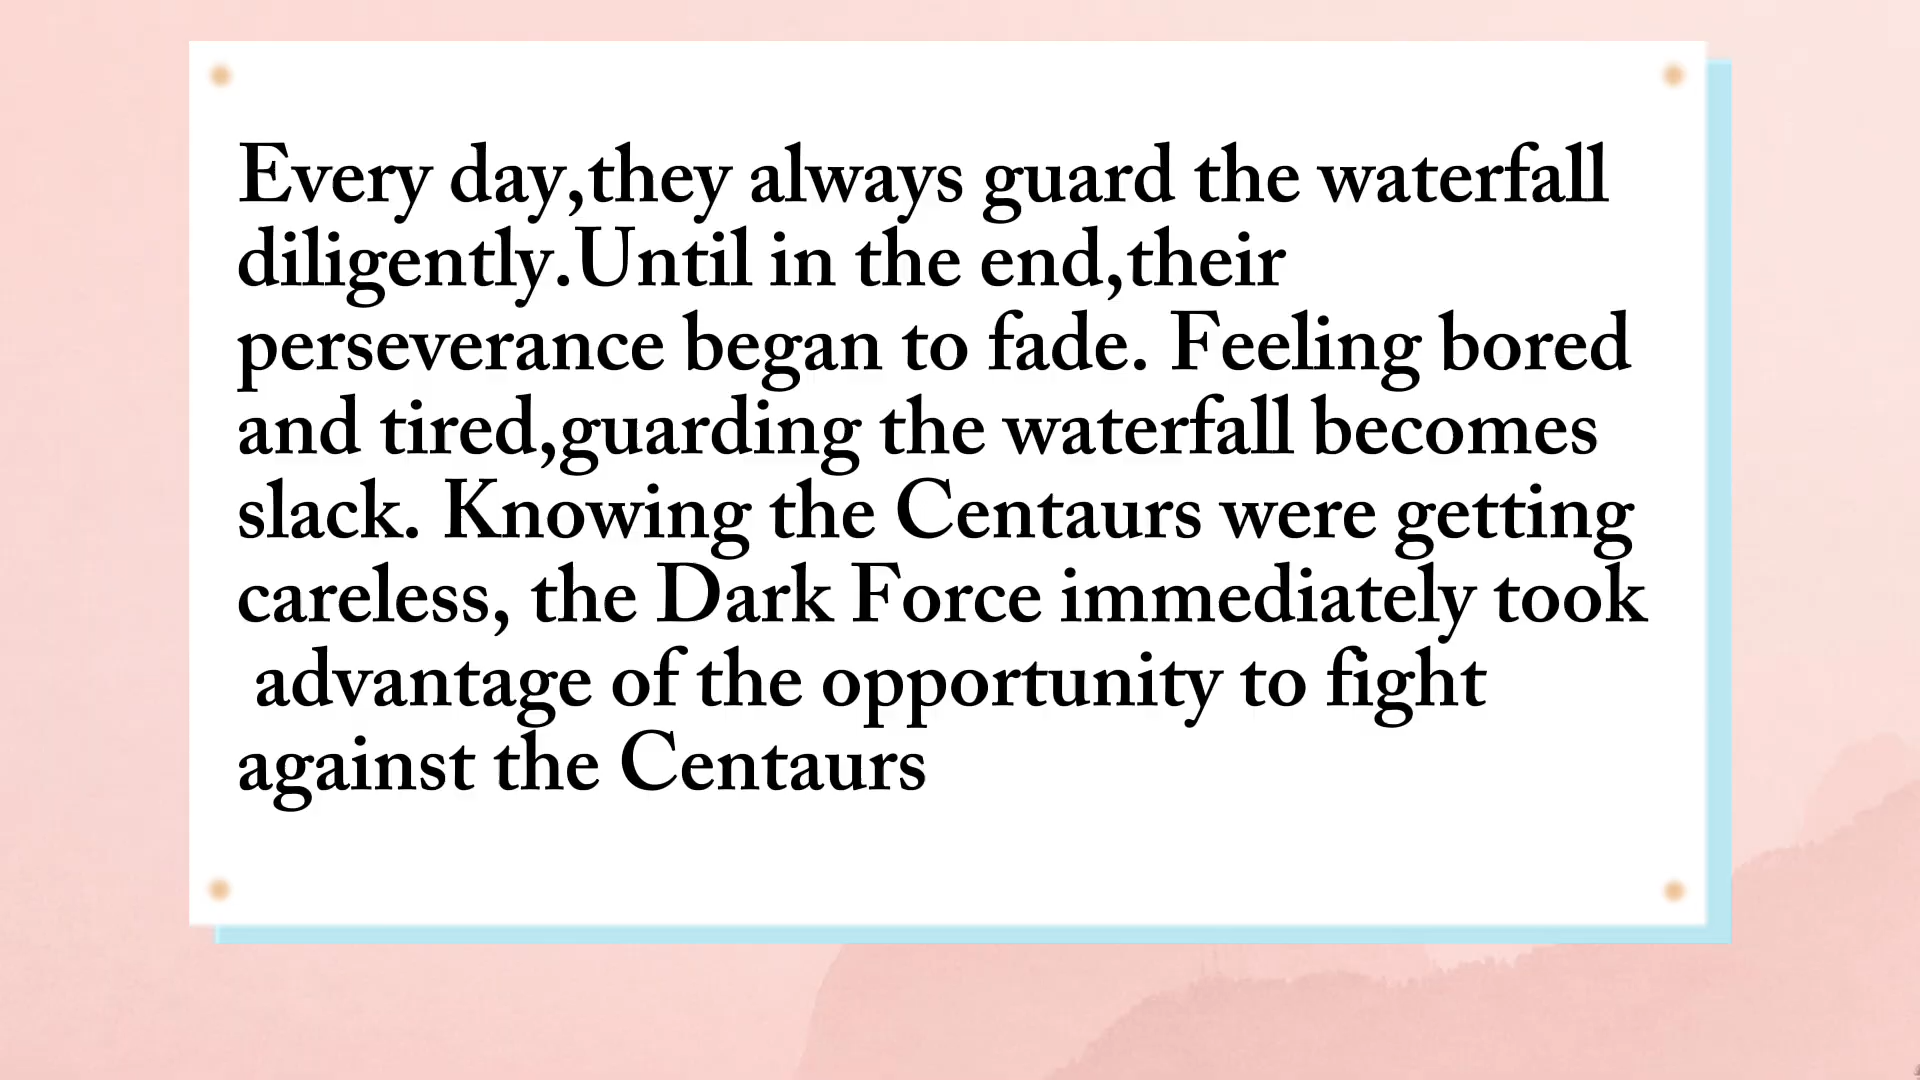 Every day,they always guard the waterfall
diligently.Until in the end,their
perseverance began to fade. Feeling bored
and tired,guarding the waterfall becomes
slack. Knowing the Centaurs were getting
careless, the Dark Force immediately took
advantage of the opportunity to fight
against the Centaurs